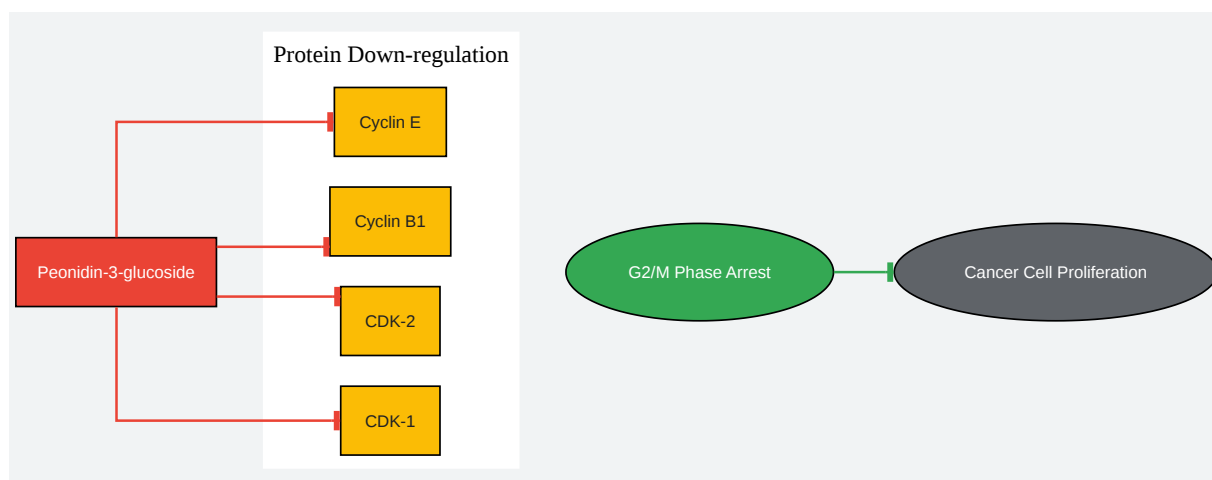 Protein Down-regulation
Cyclin E
Cyclin B1
Peonidin-3-glucoside
G2/M Phase Arrest
Cancer Cell Proliferation
CDK-2
CDK-1